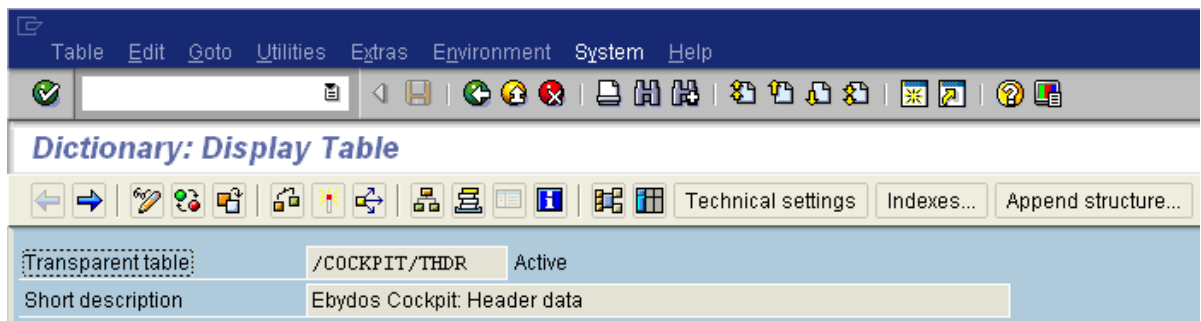 Table Edit Goto Utilities Extras Environment System Help
Dictionary: Display Table
Technical settings Indexes... Append structure...
Transparent table /COCKPIT/THDR Active
Short description Ebydos Cockpit: Header data